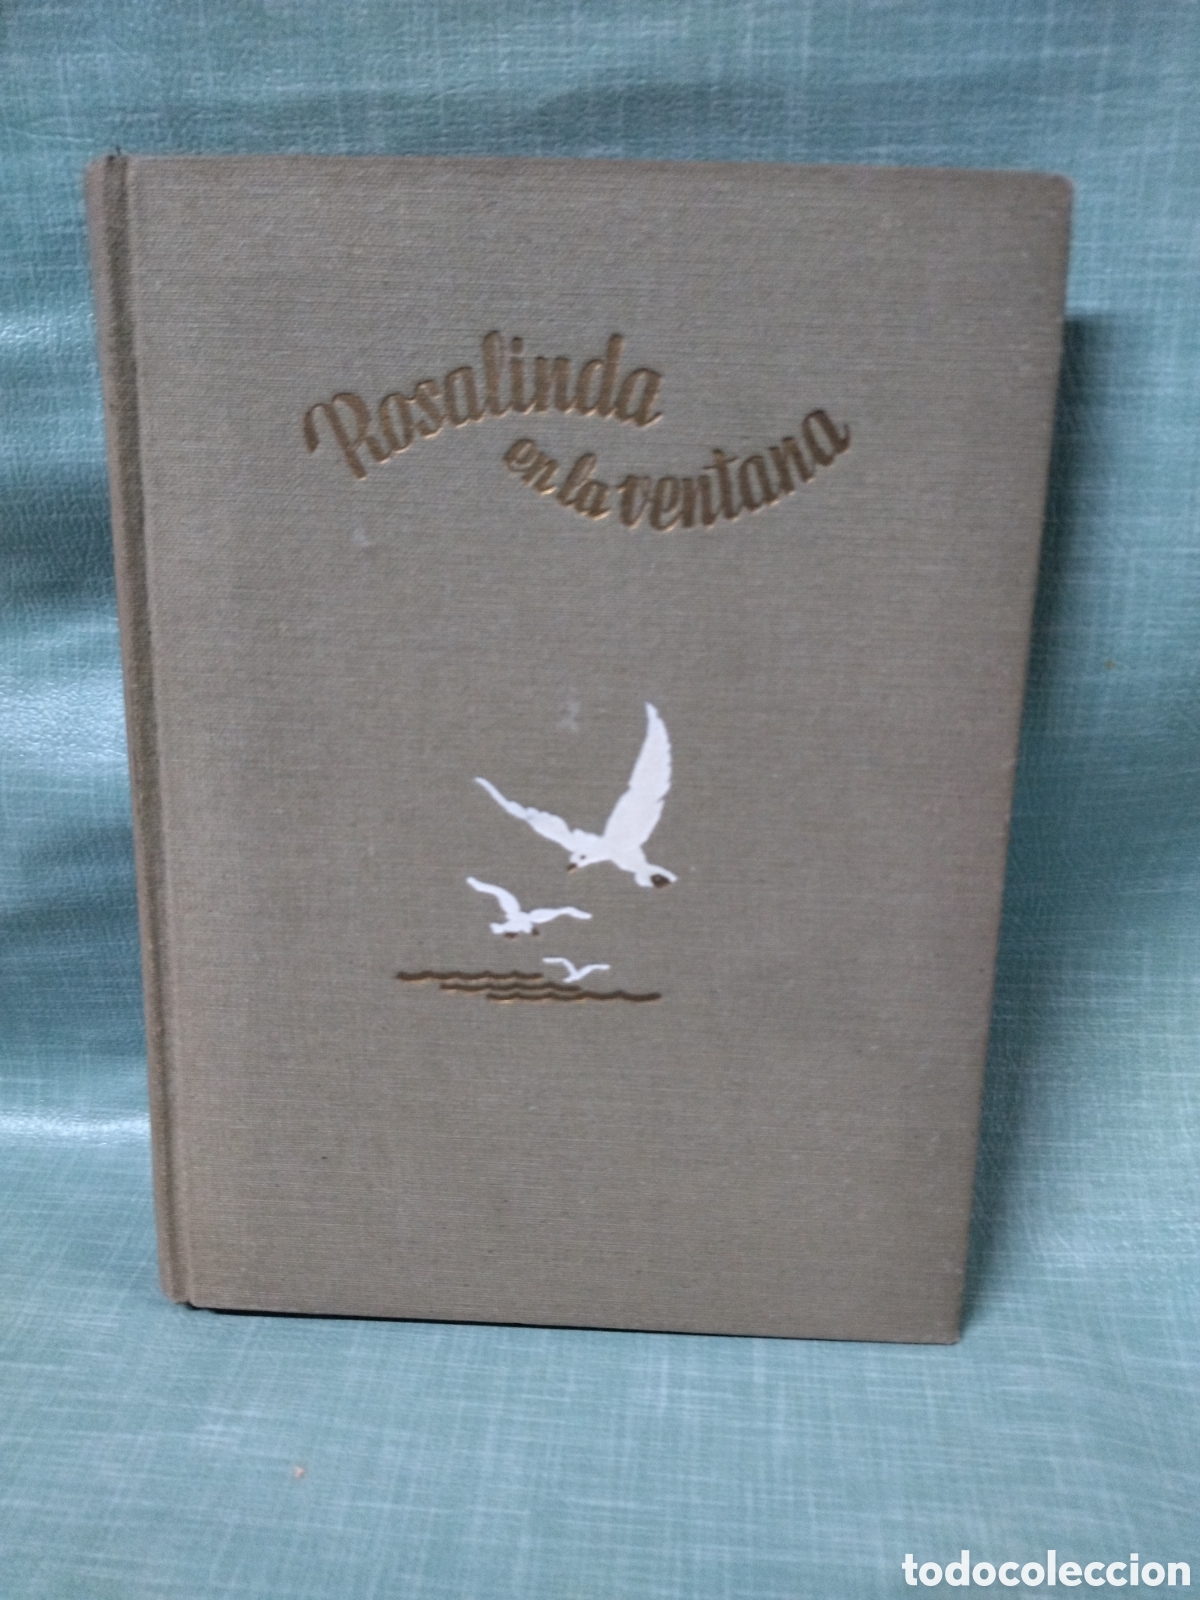 Rosalinda
en la ventana
todocoleccion